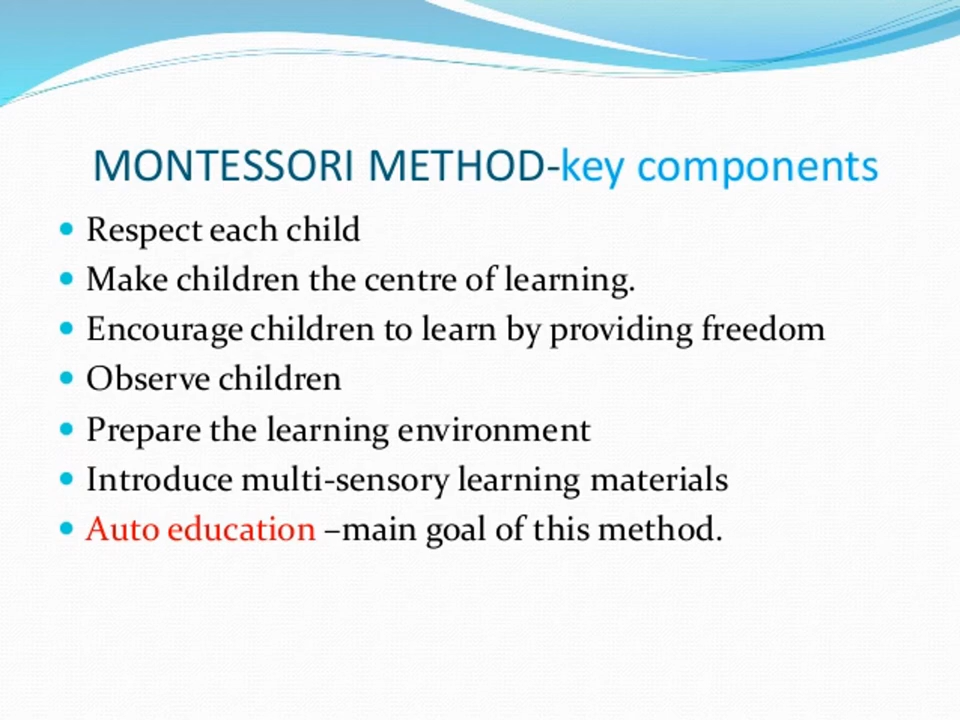 MONTESSORI METHOD-key components
• Respect each child
• Make children the centre of learning.
• Encourage children to learn by providing freedom
• Observe children
• Prepare the learning environment
• Introduce multi-sensory learning materials
• Auto education –main goal of this method.